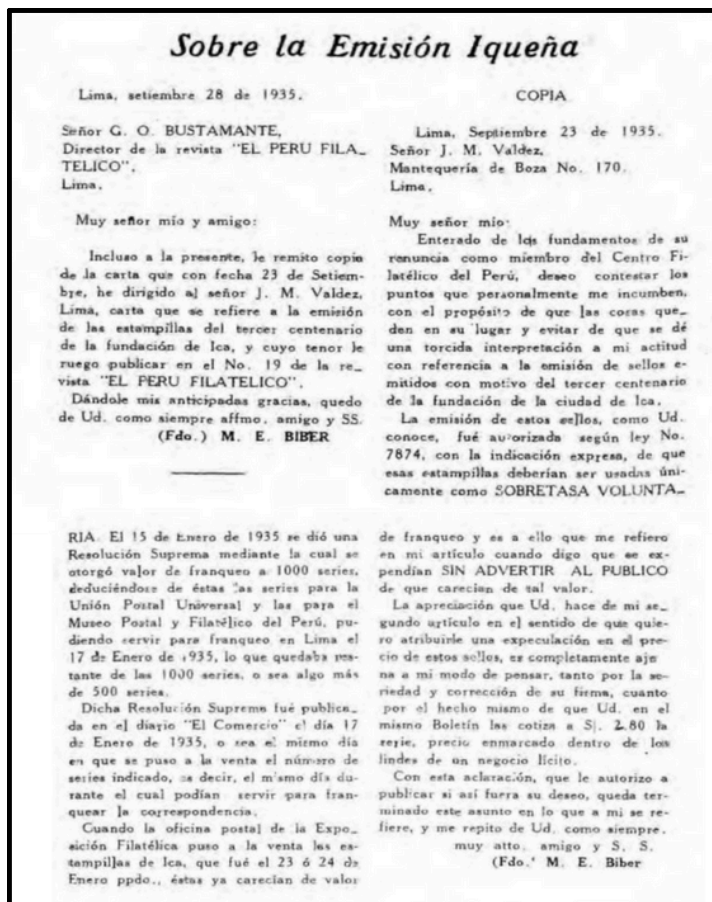 Sobre la Emisión Iqueña
Lima, setiembre 28 de 1935.
Señor G. O. BUSTAMANTE,
Director de la revista "EL PERU FILA_
TELICO".
Lima.
Muy señor mío y amigo:
Incluso a la presente, le remito copia
de la carta que con fecha 23 de Setiem-
bre, he dirigido al señor J. M. Valdez,
Lima, carta que se refiere a la emisión
de las estampillas del tercer centenario
de la fundación de Ica, y cuyo tenor le
ruego publicar en el No. 19 de la re_
vista "EL PERU FILATELICO".
Dándole mis anticipadas gracias, quedo
de Ud. como siempre affmo. amigo y SS.
(Fdo.) M. E. BIBER
COPIA
Lima, Septiembre 23 de 1935.
Señor J. M. Valdez,
Mantequería de Boza No. 170.
Lima.
Muy señor mío:
Enterado de los fundamentos de su
renuncia como miembro del Centro Fi-
latélico del Perú, deseo contestar los
puntos que personalmente me incumben,
con el propósito de que las cosas que_
den en su lugar y evitar de que se dé
una torcida interpretación a mi actitud
con referencia a la emisión de sellos e-
mitidos con motivo del tercer centenario
de la fundación de la ciudad de Ica.
La emisión de estos sellos, como Ud.
conoce, fué autorizada según ley No.
7874, con la indicación expresa, de que
esas estampillas deberían ser usadas úni-
camente como SOBRETASA VOLUNTA_
RIA. El 15 de Enero de 1935 se dió una
Resolución Suprema mediante la cual se
otorgó valor de franqueo a 1000 series,
deduciéndose de éstas las series para la
Unión Postal Universal y las para el
Museo Postal y Filatélico del Perú, pu-
diendo servir para franqueo en Lima el
17 de Enero de 1935, lo que quedaba res-
tante de las 1000 series, o sea algo más
de 500 series.
Dicha Resolución Suprema fué publica_
da en el diario "El Comercio" el día 17
de Enero de 1935, o sea el mismo día
en que se puso a la venta el número de
series indicado, es decir, el mismo día du-
rante el cual podían servir para fran-
quear la correspondencia.
Cuando la oficina postal de la Expo_
sición Filatélica puso a la venta las es-
tampillas de Ica, que fué el 23 ó 24 de
Enero ppdo., éstas ya carecían de valor
de franqueo y es a ello que me refiero
en mi artículo cuando digo que se ex-
pendían SIN ADVERTIR AL PUBLICO
de que carecían de tal valor.
La apreciación que Ud. hace de mi se_
gundo artículo en el sentido de que quie-
ro atribuirle una expeculación en el pre-
cio de estos sellos, es completamente aje
na a mi modo de pensar, tanto por la se-
riedad y corrección de su firma, cuanto
por el hecho mismo de que Ud. en el
mismo Boletín las cotiza a S|. 2.80 la
serie, precio enmarcado dentro de los
lindes de un negocio lícito.
Con esta aclaración, que le autorizo a
publicar si así fuera su deseo, queda ter-
minado este asunto en lo que a mi se re-
fiere, y me repito de Ud. como siempre.
muy atto. amigo y S. S.
(Fdo.' M. E. Biber